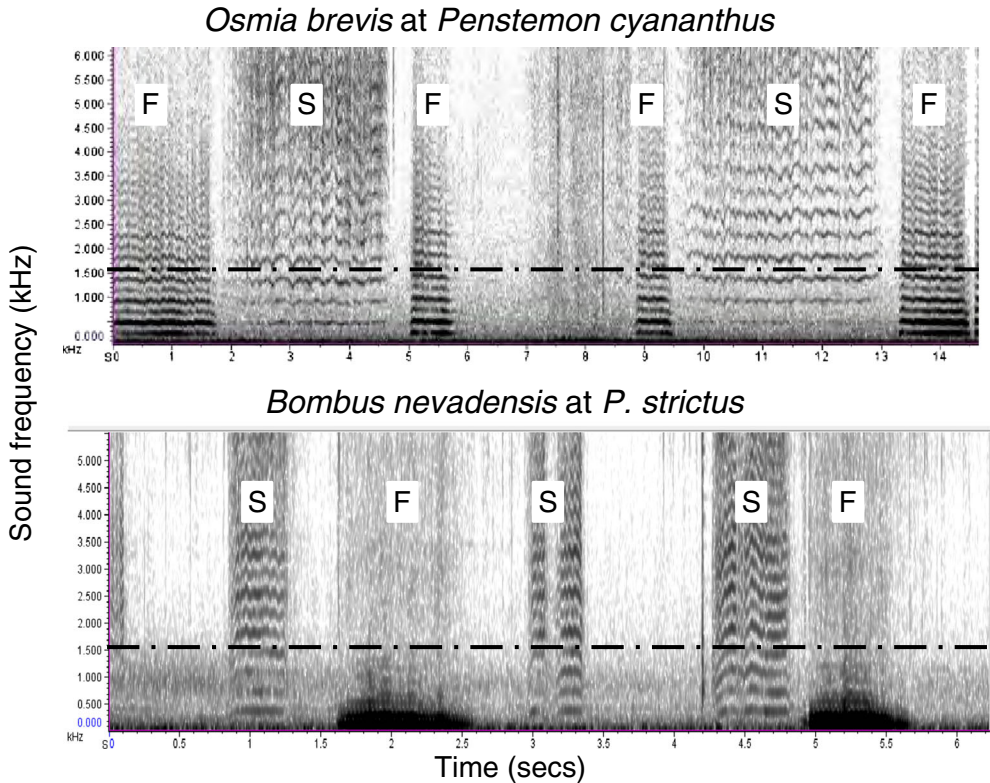 Osmia brevis at Penstemon cyananthus
6.000
5.500
5.000
4.500
4.000
3.500
3.000
2.500
2.000
1.500
1.000
0.000
kHz
F S F F S F
S0 1 2 3 4 5 6 7 8 9 10 11 12 13 14
Sound frequency (kHz)
Bombus nevadensis at P. strictus
5.000
4.500
4.000
3.500
3.000
2.500
2.000
1.500
1.000
0.500
0.000
kHz
S F S S F
S0 0.5 1 1.5 2 2.5 3 3.5 4 4.5 5 5.5 6
Time (secs)